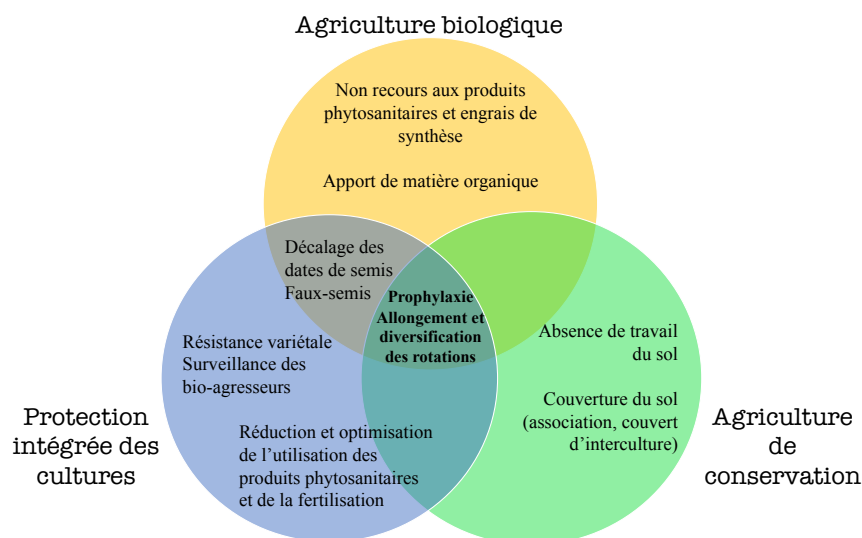 Agriculture biologique
Non recours aux produits
phytosanitaires et engrais de
synthèse
Apport de matière organique
Décalage des
dates de semis
Faux-semis
Prophylaxie
Allongement et
diversification
des rotations
Résistance variétale
Surveillance des
bio-agresseurs
Réduction et optimisation
de l’utilisation des
produits phytosanitaires
et de la fertilisation
Absence de travail
du sol
Couverture du sol
(association, couvert
d’interculture)
Protection
intégrée des
cultures
Agriculture
de
conservation